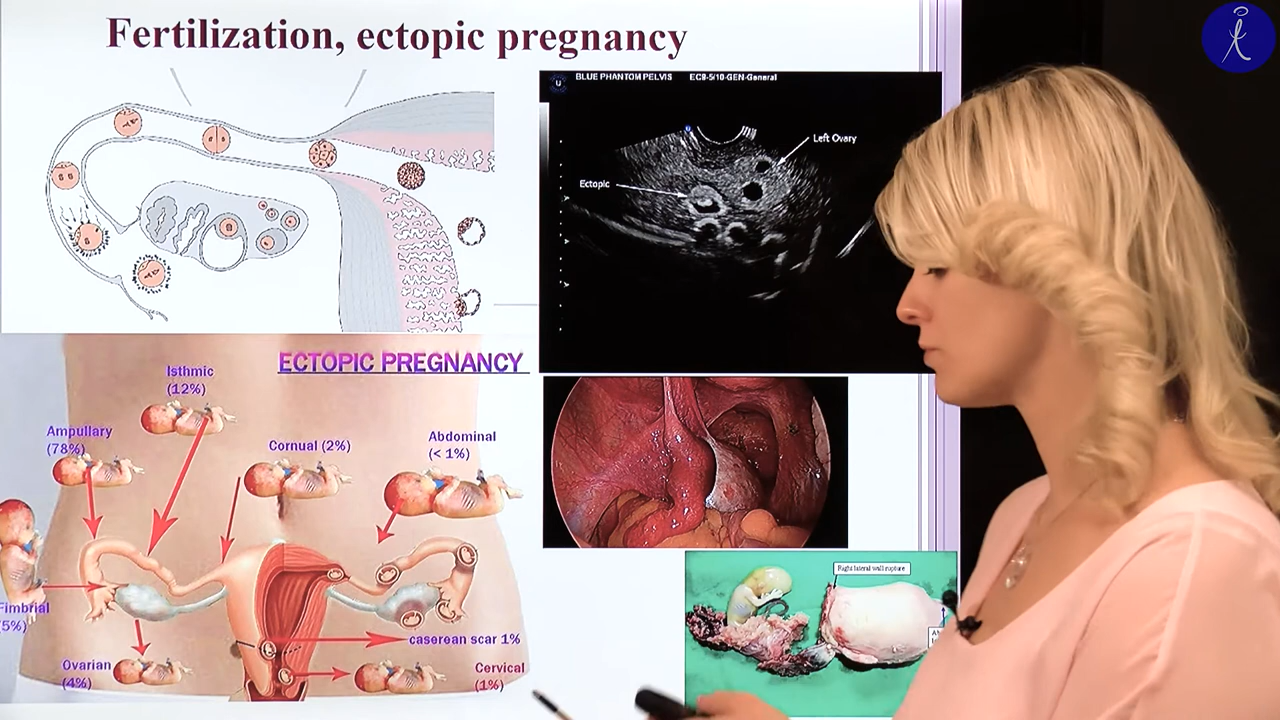 Fertilization, ectopic pregnancy
BLUE PHANTOM PELVIS EC9-5/10-GEN-General
Left Ovary
Ectopic
ECTOPIC PREGNANCY
Isthmic
(12%)
Ampullary
(78%)
Cornual (2%)
Abdominal
(< 1%)
Fimbrial
5%)
caserean scar 1%
Ovarian
(4%)
Cervical
(1%)
Right lateral wall rupture